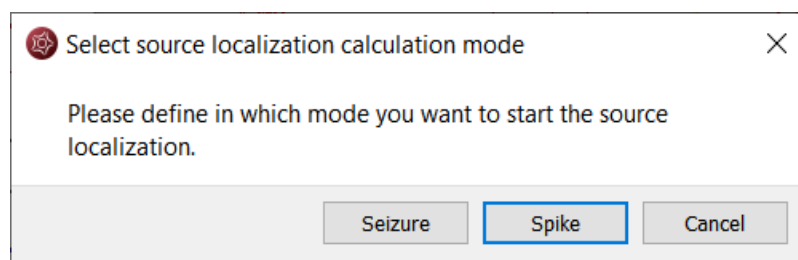 Select source localization calculation mode
Please define in which mode you want to start the source
localization.
Seizure
Spike
Cancel